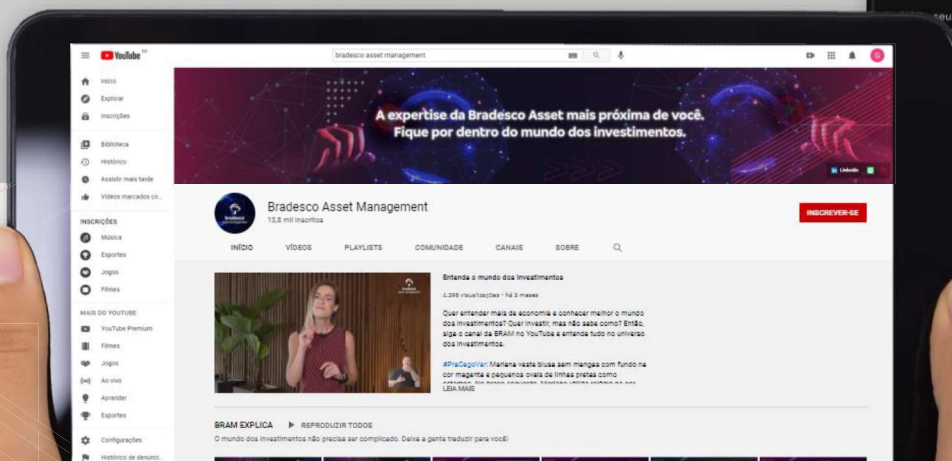 YouTube BR
bradesco asset management
G
Início
Explorar
Inscrições
Biblioteca
Histórico
Assistir mais tarde
Vídeos marcados co...
INSCRIÇÕES
Música
Esportes
Jogos
Filmes
MAIS DO YOUTUBE
YouTube Premium
Filmes
Jogos
Ao vivo
Aprender
Esportes
Configurações
Histórico de denúnci...
A expertise da Bradesco Asset mais próxima de você.
Fique por dentro do mundo dos investimentos.
LinkedIn
bradesco
Bradesco Asset Management
13,8 mil inscritos
INSCREVER-SE
INÍCIO VÍDEOS PLAYLISTS COMUNIDADE CANAIS SOBRE
Entenda o mundo dos investimentos
há 3 meses
Quer entender mais de economia e conhecer melhor o mundo
dos investimentos? Quer investir, mas não sabe como? Então,
siga o canal da BRAM no YouTube e entenda tudo no universo
dos investimentos.
#PraCegoVer: Mariana veste blusa sem mangas com fundo na
cor magenta e pequenos ovais de linhas pretas como
LEIA MAIS
BRAM EXPLICA REPRODUZIR TODOS
O mundo dos investimentos não precisa ser complicado. Deixa a gente traduzir para você!